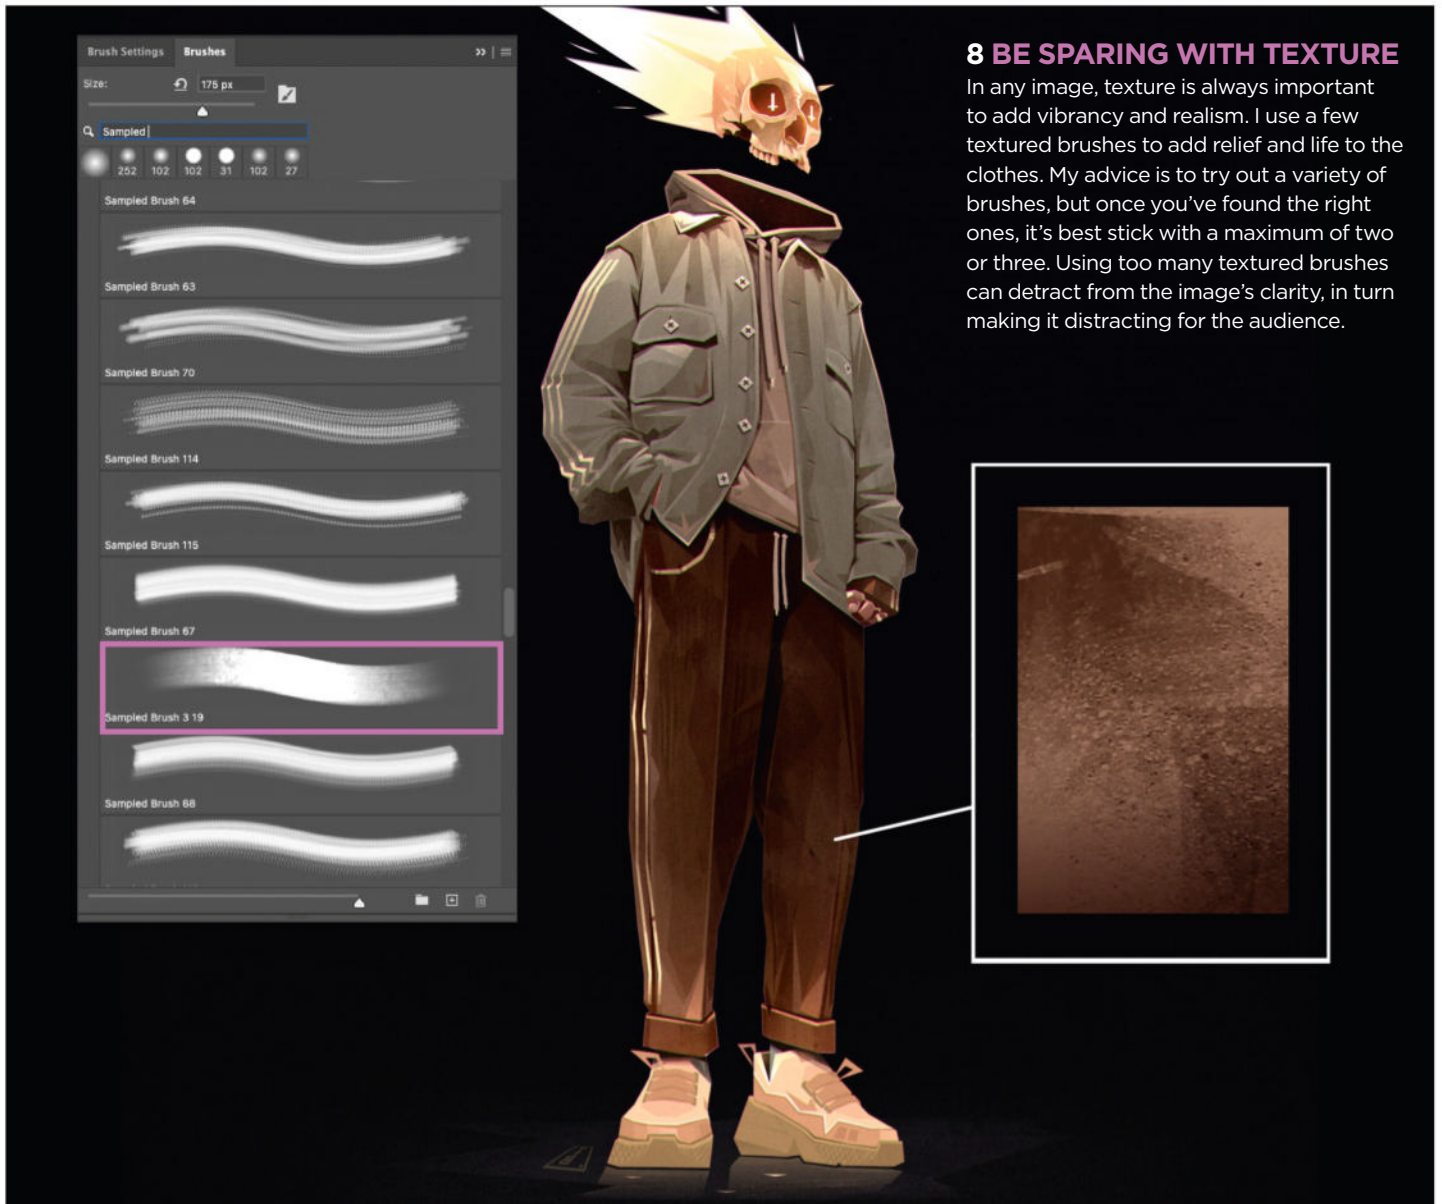 Brush Settings Brushes
Size: 175 px
Sampled
252 102 102 31 102 27
Sampled Brush 64
Sampled Brush 63
Sampled Brush 70
Sampled Brush 114
Sampled Brush 115
Sampled Brush 67
Sampled Brush 3 19
Sampled Brush 68
8 BE SPARING WITH TEXTURE
In any image, texture is always important
to add vibrancy and realism. I use a few
textured brushes to add relief and life to the
clothes. My advice is to try out a variety of
brushes, but once you’ve found the right
ones, it’s best stick with a maximum of two
or three. Using too many textured brushes
can detract from the image’s clarity, in turn
making it distracting for the audience.